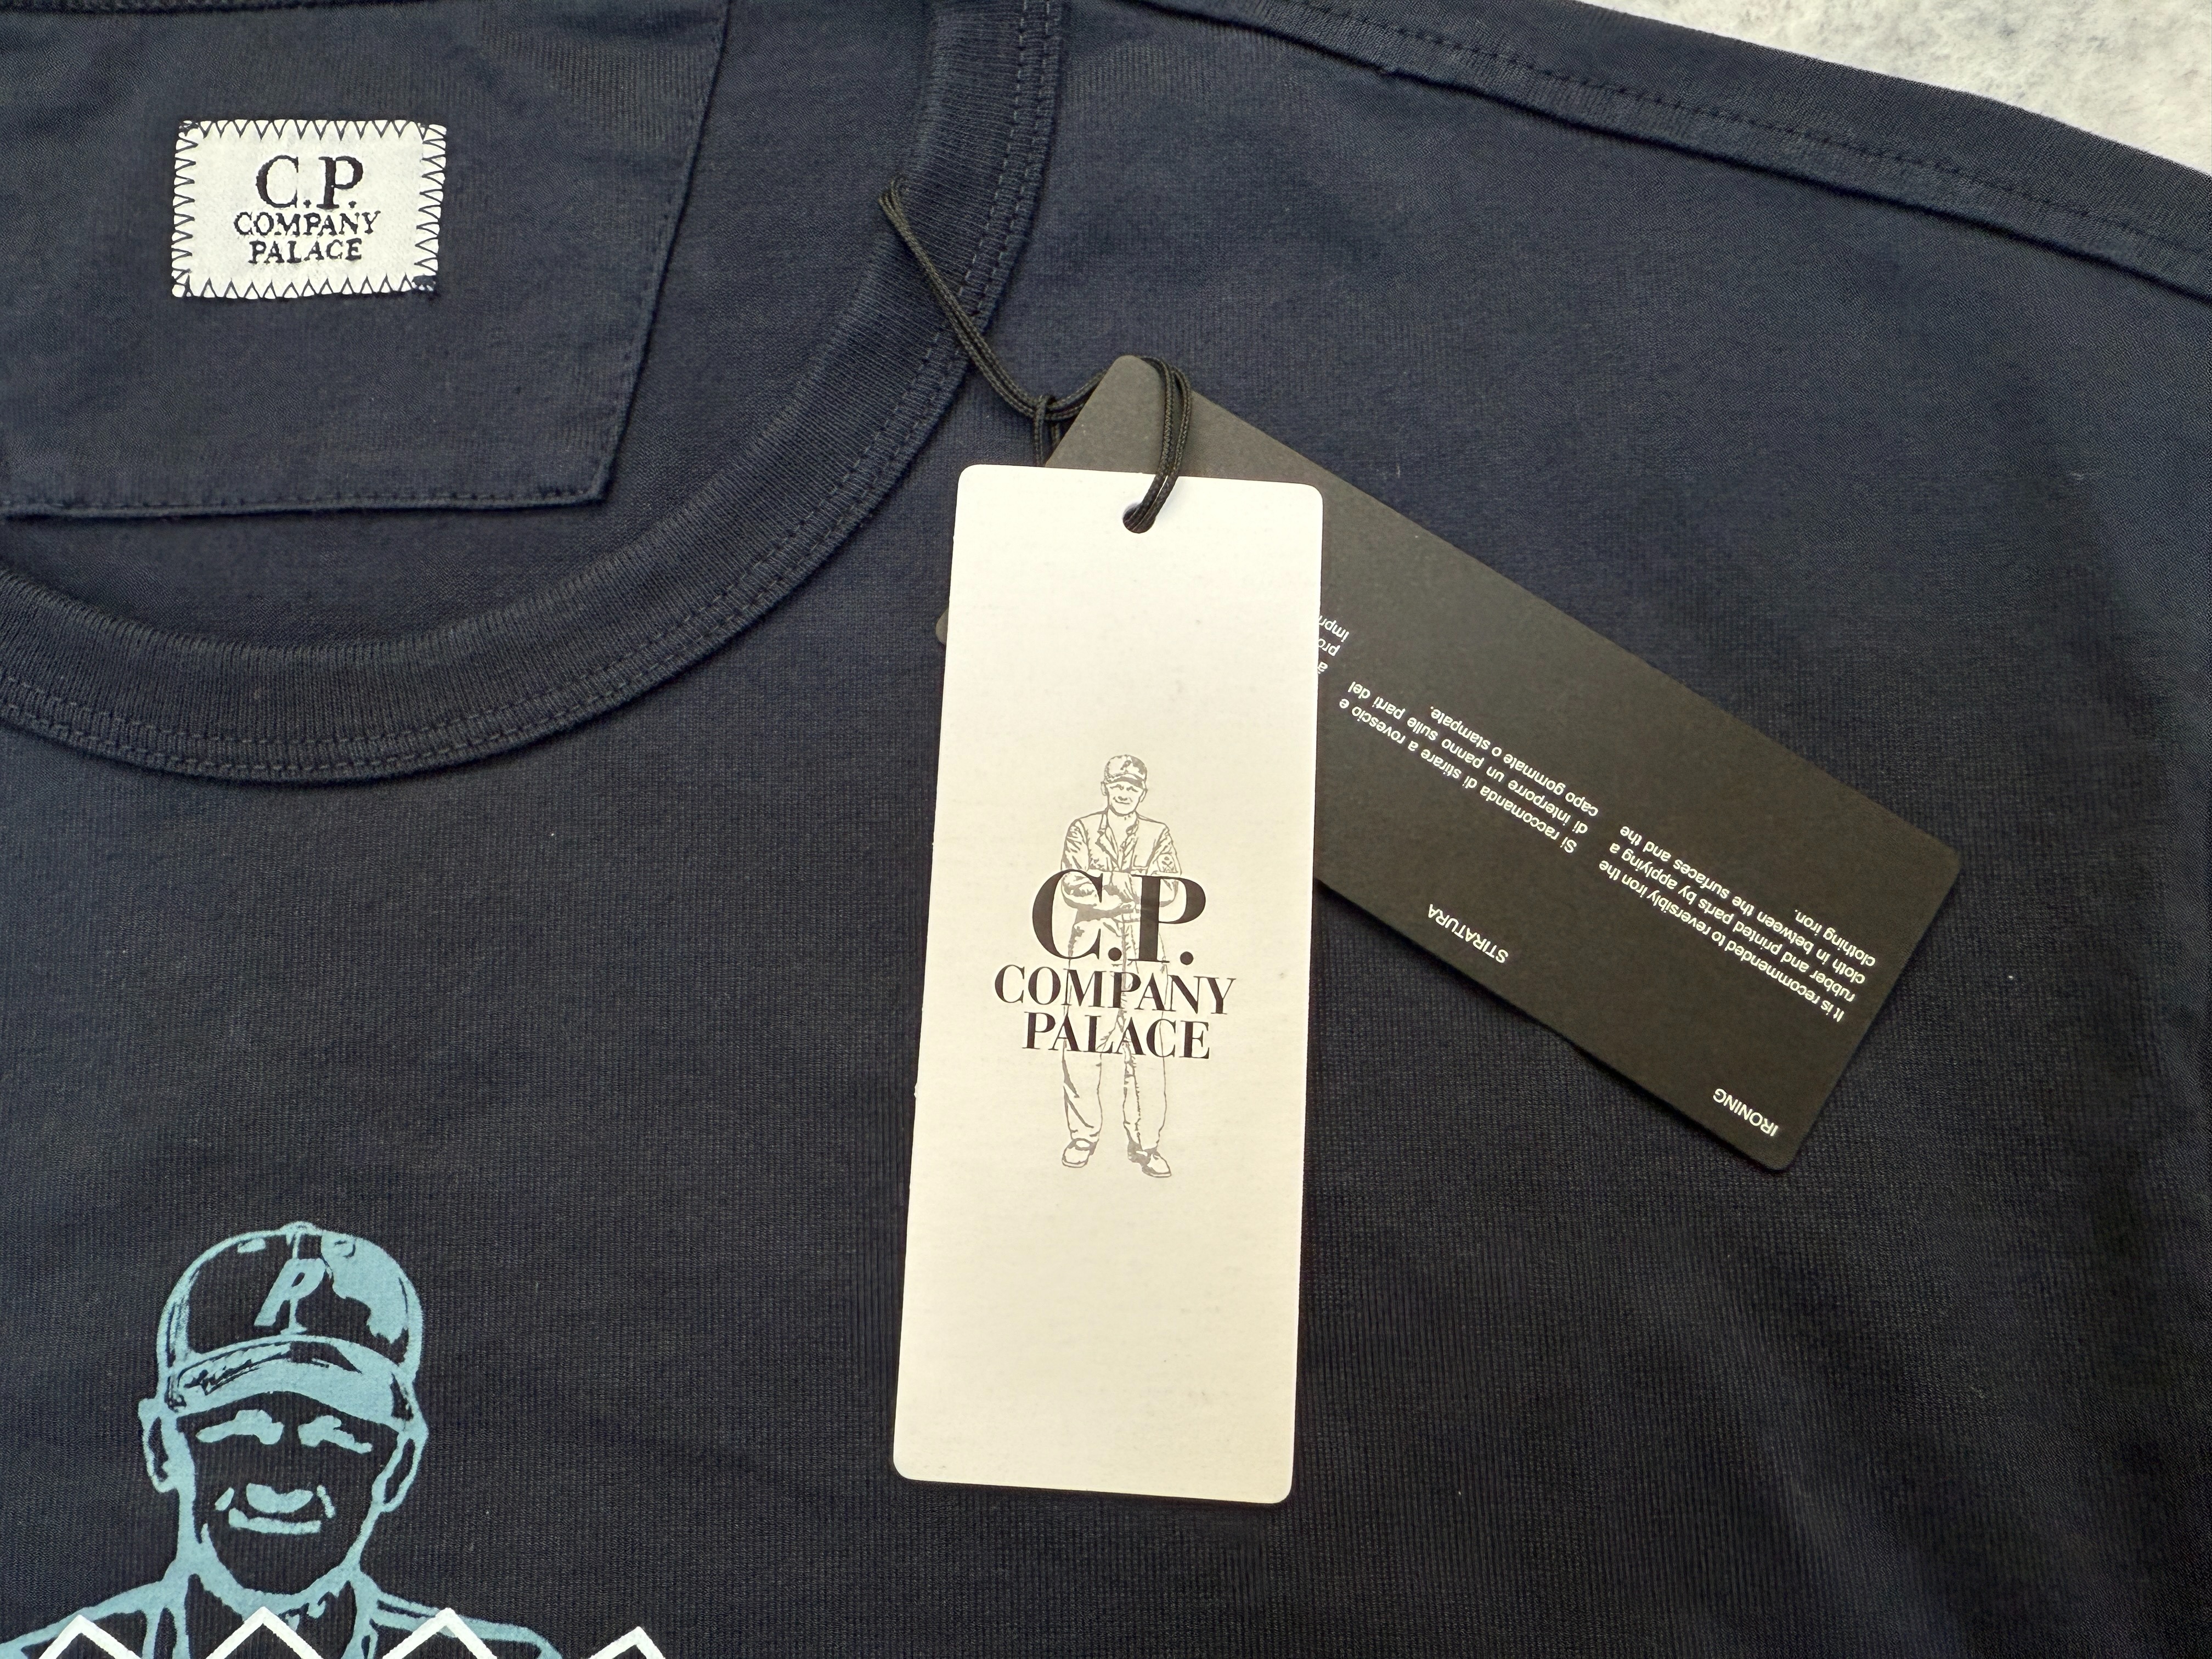 C.P.
COMPANY
PALACE
C.P.
COMPANY
PALACE
P
IRONING
It is recommended to reversibly iron the
rubber and printed parts by applying a
cloth in between the surfaces and the
clothing iron.
STIRATURA
Si raccomanda di stirare a rovescio e
di interporre un panno sulle parti del
capo gommate o stampate.